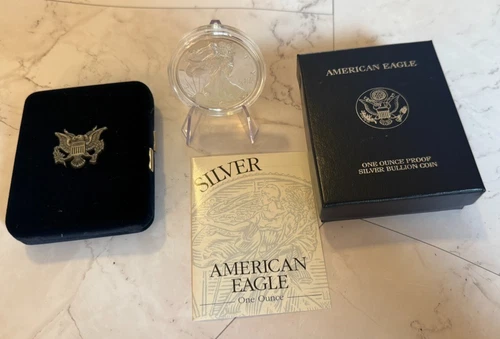 AMERICAN EAGLE
ONE OUNCE PROOF
SILVER BULLION COIN
SILVER
AMERICAN
EAGLE
One Ounce